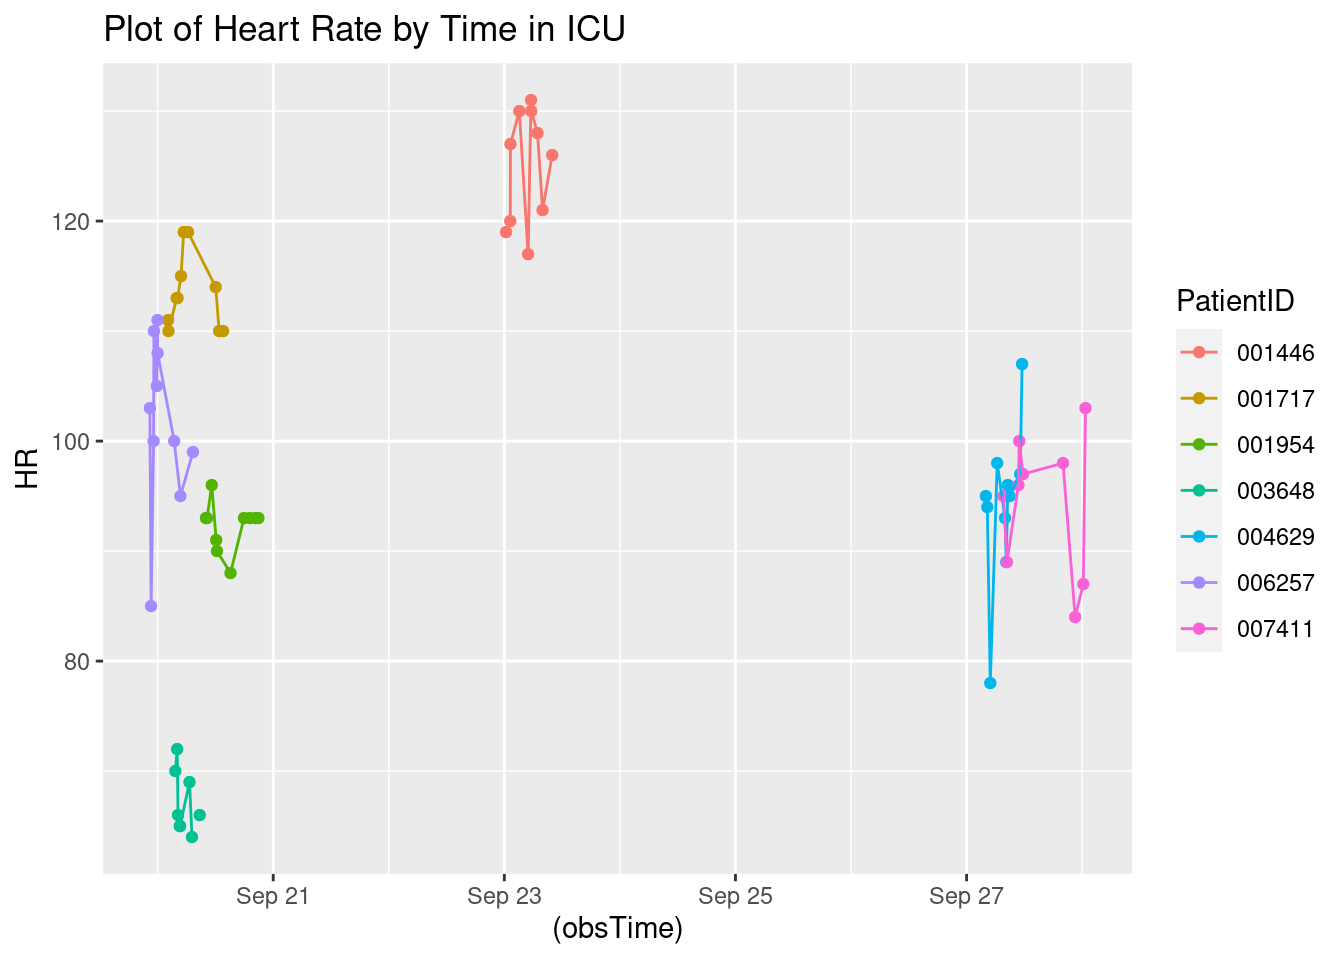 Plot of Heart Rate by Time in ICU
HR
120
100
80
Sep 21
Sep 23
Sep 25
Sep 27
(obsTime)
PatientID
001446
001717
001954
003648
004629
006257
007411